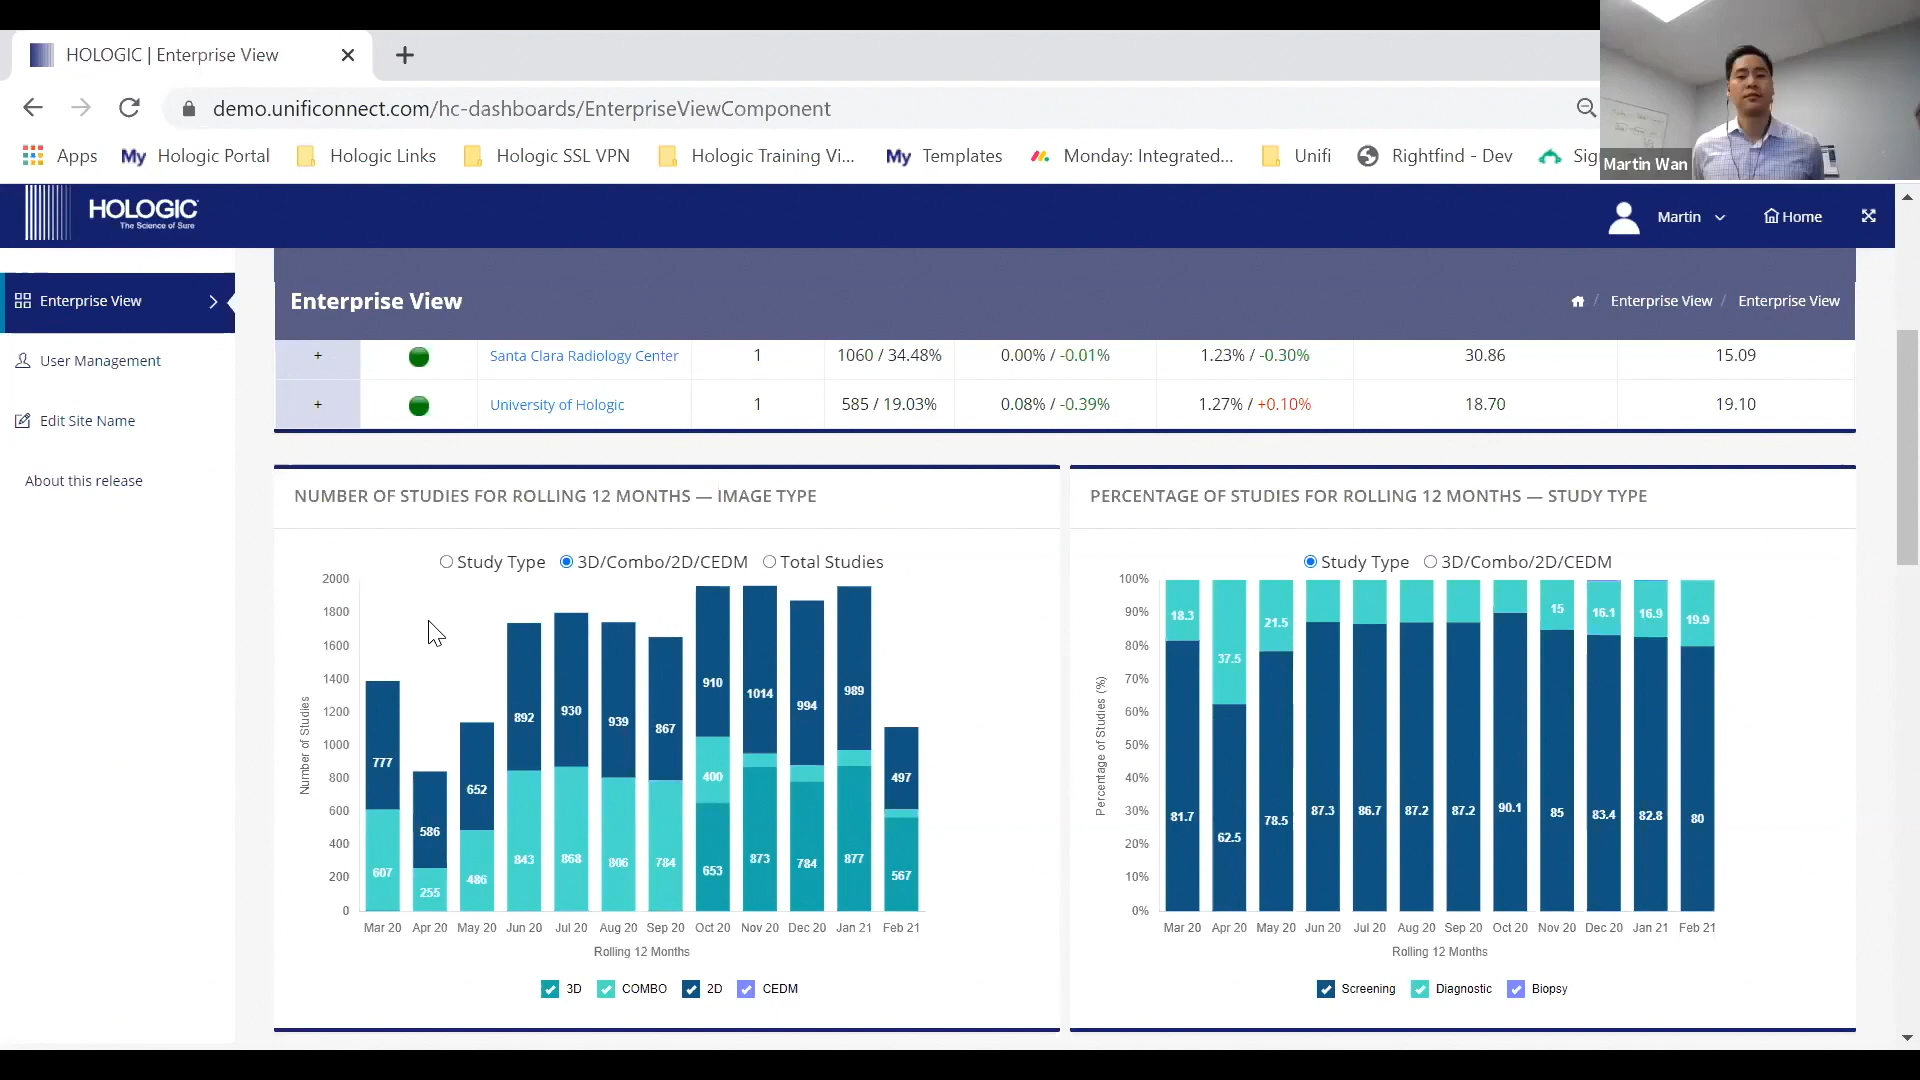 HOLOGIC | Enterprise View
demo.unificonnect.com/hc-dashboards/EnterpriseViewComponent
Apps My Hologic Portal Hologic Links Hologic SSL VPN Hologic Training Vi... My Templates Monday: Integrated... Unifi Rightfind - Dev Sig
Martin Wan
HOLOGIC
The Science of Sure
Martin Home
Enterprise View
User Management
Edit Site Name
About this release
Enterprise View
Enterprise View / Enterprise View
+ Santa Clara Radiology Center 1 1060 / 34.48% 0.00% / -0.01% 1.23% / -0.30% 30.86 15.09
+ University of Hologic 1 585 / 19.03% 0.08% / -0.39% 1.27% / +0.10% 18.70 19.10
NUMBER OF STUDIES FOR ROLLING 12 MONTHS — IMAGE TYPE
Study Type 3D/Combo/2D/CEDM Total Studies
Number of Studies
2000
1800
1600
1400
1200
1000
800
600
400
200
0
777 586 652 892 930 939 867 910 1014 994 989 497
400
607 255 486 843 868 806 784 653 873 784 877 567
Mar 20 Apr 20 May 20 Jun 20 Jul 20 Aug 20 Sep 20 Oct 20 Nov 20 Dec 20 Jan 21 Feb 21
Rolling 12 Months
3D COMBO 2D CEDM
PERCENTAGE OF STUDIES FOR ROLLING 12 MONTHS — STUDY TYPE
Study Type 3D/Combo/2D/CEDM
Percentage of Studies (%)
100%
90%
80%
70%
60%
50%
40%
30%
20%
10%
0%
18.3 37.5 21.5 15 16.1 16.9 19.9
81.7 62.5 78.5 87.3 86.7 87.2 87.2 90.1 85 83.4 82.8 80
Mar 20 Apr 20 May 20 Jun 20 Jul 20 Aug 20 Sep 20 Oct 20 Nov 20 Dec 20 Jan 21 Feb 21
Rolling 12 Months
Screening Diagnostic Biopsy